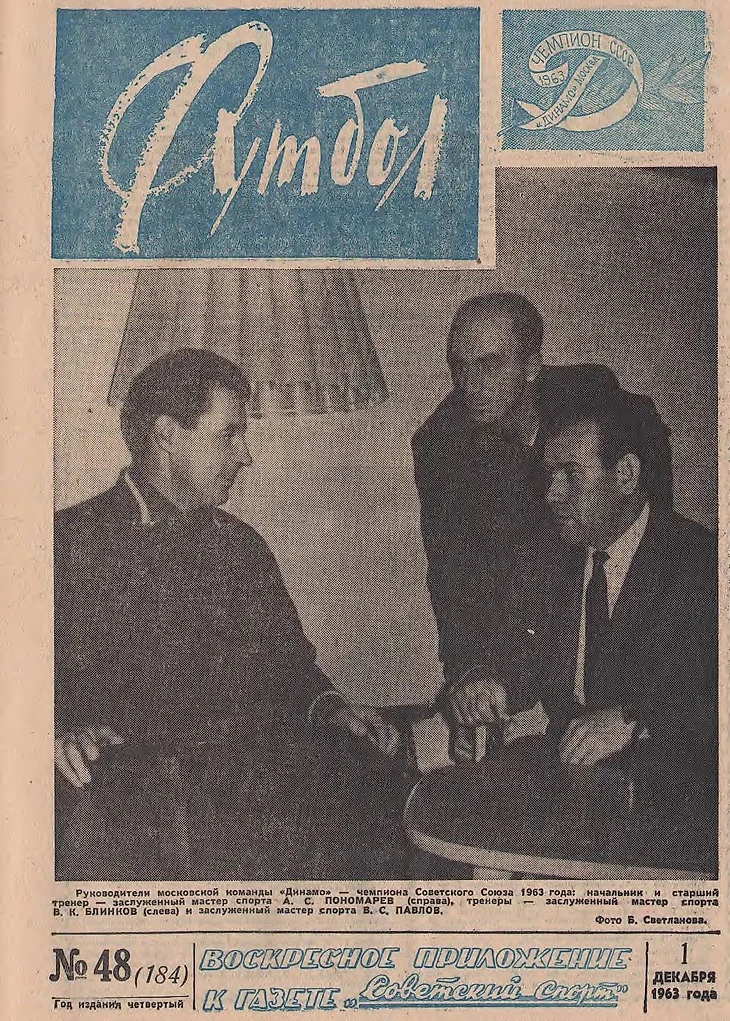 Футбол
ЧЕМПИОН СССР
1963
«ДИНАМО» МОСКВА
Руководители московской команды «Динамо» — чемпиона Советского Союза 1963 года: начальник и старший
тренер — заслуженный мастер спорта А. С. ПОНОМАРЕВ (справа), тренеры — заслуженный мастер спорта
В. К. БЛИНКОВ (слева) и заслуженный мастер спорта В. С. ПАВЛОВ.
Фото Б. Светланова.
№ 48 (184)
Год издания четвертый
ВОСКРЕСНОЕ ПРИЛОЖЕНИЕ
К ГАЗЕТЕ „Советский Спорт"
1
ДЕКАБРЯ
1963 года